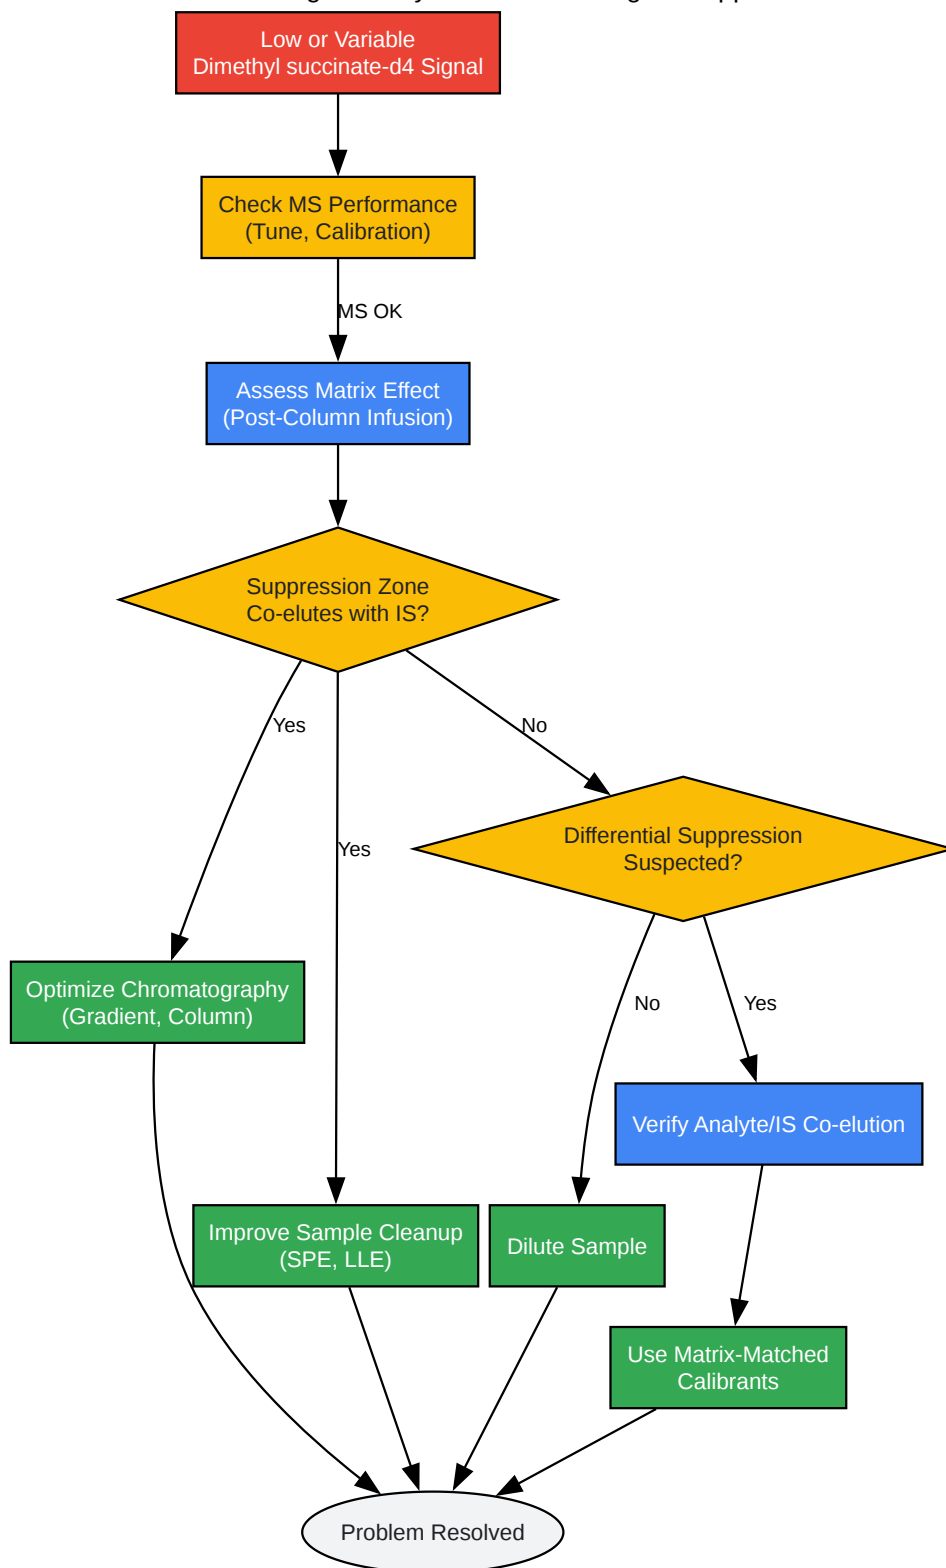 Low or Variable
Dimethyl succinate-d4 Signal
Check MS Performance
(Tune, Calibration)
MS OK
Assess Matrix Effect
(Post-Column Infusion)
Suppression Zone
Co-elutes with IS?
Yes
No
Yes
Differential Suppression
Suspected?
Optimize Chromatography
(Gradient, Column)
No
Yes
Verify Analyte/IS Co-elution
Improve Sample Cleanup
(SPE, LLE)
Dilute Sample
Use Matrix-Matched
Calibrants
Problem Resolved